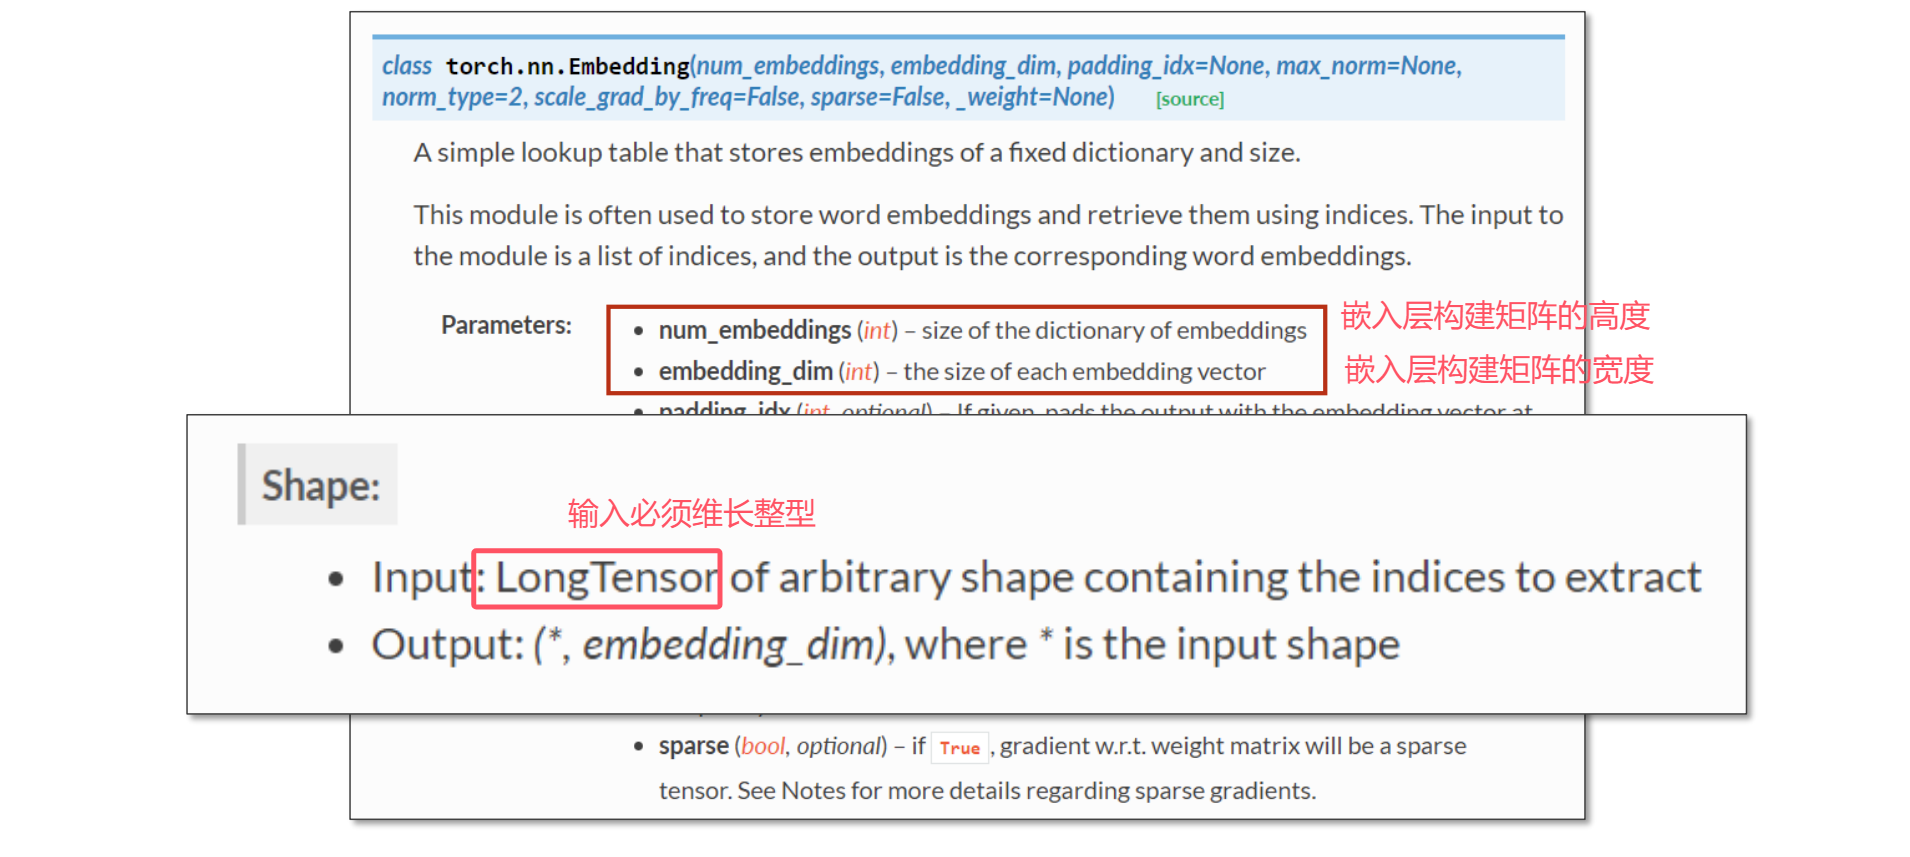 class torch.nn.Embedding(num_embeddings, embedding_dim, padding_idx=None, max_norm=None,
norm_type=2, scale_grad_by_freq=False, sparse=False, _weight=None) [source]
A simple lookup table that stores embeddings of a fixed dictionary and size.
This module is often used to store word embeddings and retrieve them using indices. The input to
the module is a list of indices, and the output is the corresponding word embeddings.
Parameters:
• num_embeddings (int) – size of the dictionary of embeddings
嵌入层构建矩阵的高度
• embedding_dim (int) – the size of each embedding vector
嵌入层构建矩阵的宽度
• padding_idx (int, optional) – If given, pads the output with the embedding vector at
Shape:
输入必须维长整型
• Input: LongTensor of arbitrary shape containing the indices to extract
• Output: (*, embedding_dim), where * is the input shape
• sparse (bool, optional) – if True, gradient w.r.t. weight matrix will be a sparse
tensor. See Notes for more details regarding sparse gradients.